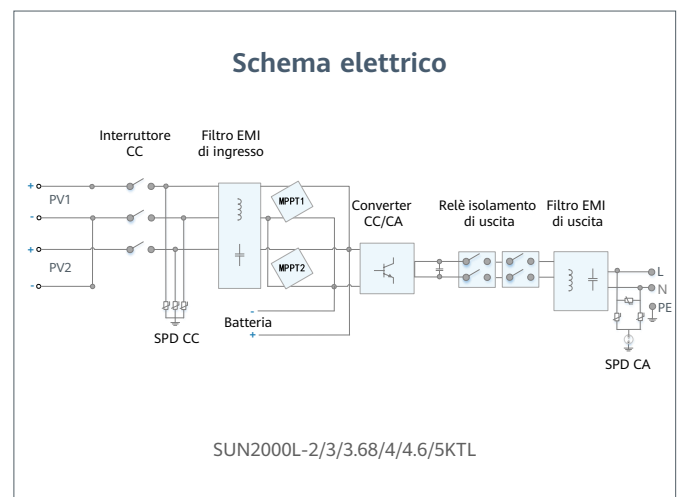 Schema elettrico
Interruttore
CC
Filtro EMI
di ingresso
+
PV1
-
+
PV2
-
MPPT1
MPPT2
Converter
CC/CA
Relè isolamento
di uscita
Filtro EMI
di uscita
L
N
PE
-
Batteria
+
SPD CC
SPD CA
SUN2000L-2/3/3.68/4/4.6/5KTL